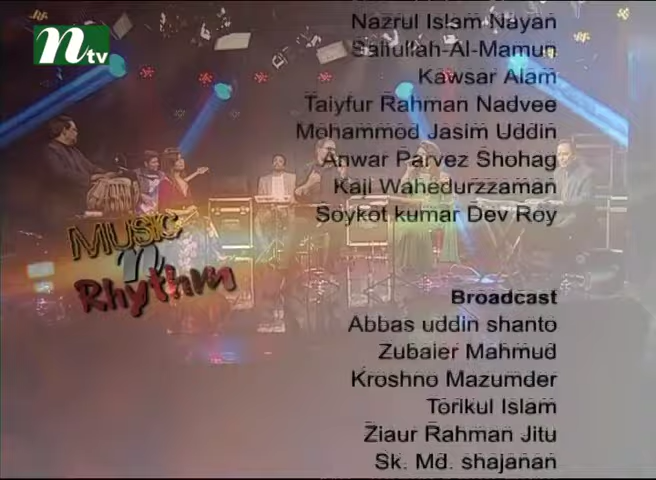 ntv
Nazrul Islam Nayan
Saifullah-Al-Mamun
Kawsar Alam
Taiyfur Rahman Nadvee
Mohammod Jasim Uddin
Anwar Parvez Shohag
Kaji Wahedurzzaman
Soykot kumar Dev Roy
MUSIC
n
Rhythm
Broadcast
Abbas uddin shanto
Zubaier Mahmud
Kroshno Mazumder
Torikul Islam
Ziaur Rahman Jitu
Sk. Md. shajanan